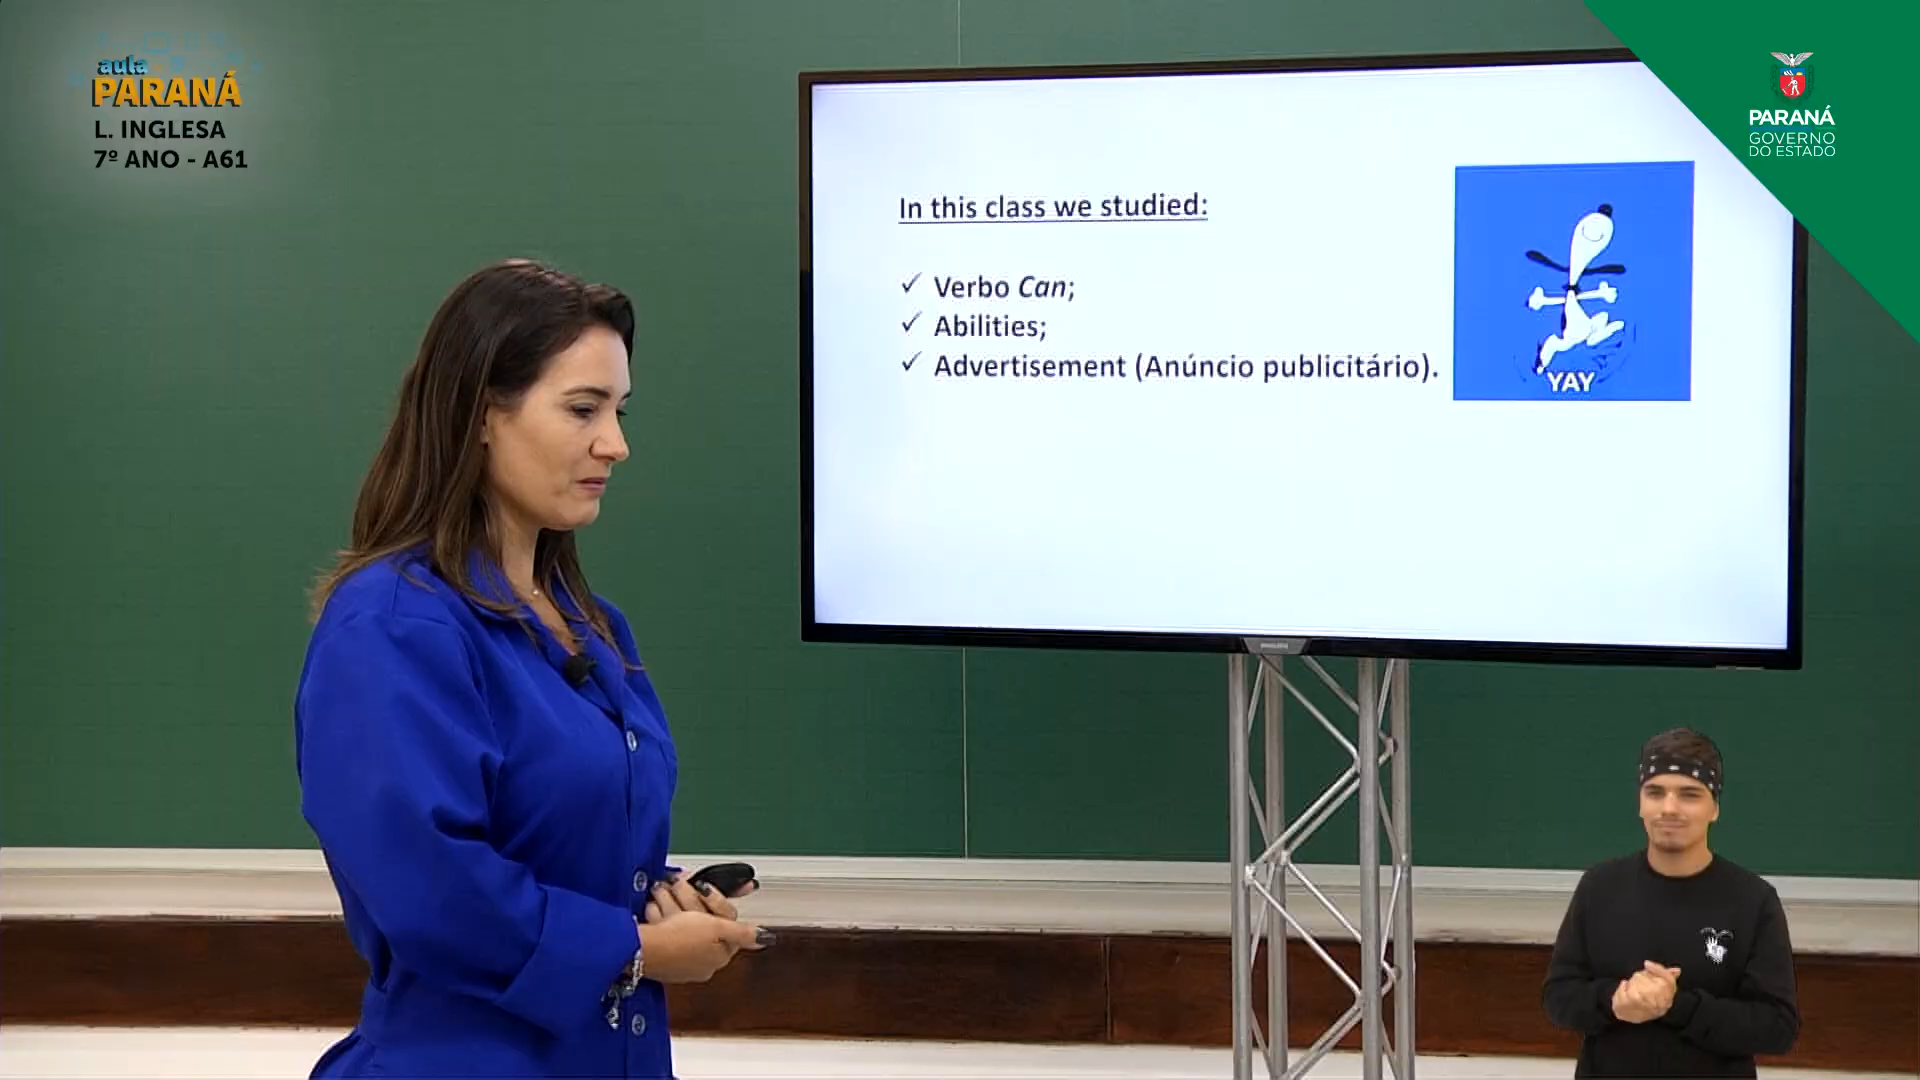 aula
PARANÁ
L. INGLESA
7º ANO - A61
In this class we studied:
✓ Verbo Can;
✓ Abilities;
✓ Advertisement (Anúncio publicitário).
YAY
PARANÁ
GOVERNO
DO ESTADO